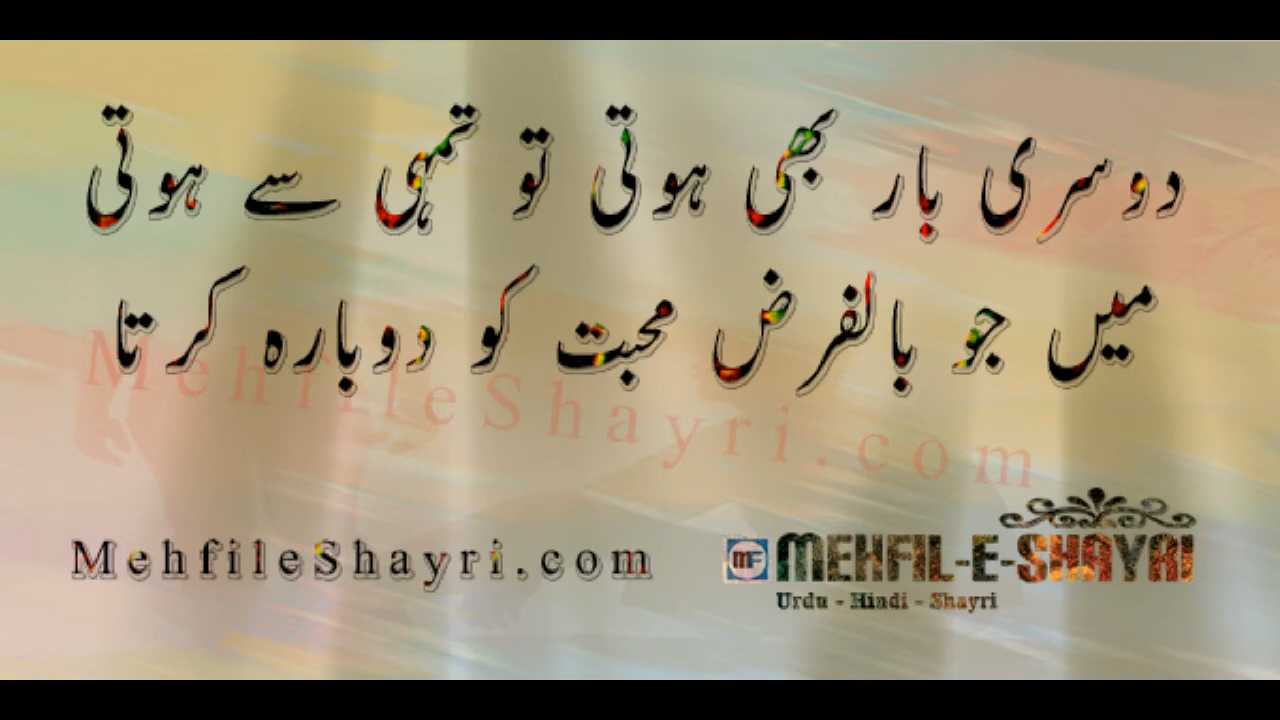 دوسری بار بھی ہوتی تو تمہی سے ہوتی
میں جو بالفرض محبت کو دوبارہ کرتا
MehfileShayri.com
MehfileShayri.com
MF MEHFIL-E-SHAYRI
Urdu - Hindi - Shayri